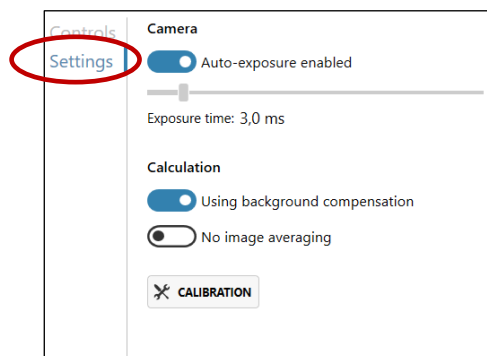 Controls
Settings
Camera
Auto-exposure enabled
Exposure time: 3,0 ms
Calculation
Using background compensation
No image averaging
CALIBRATION